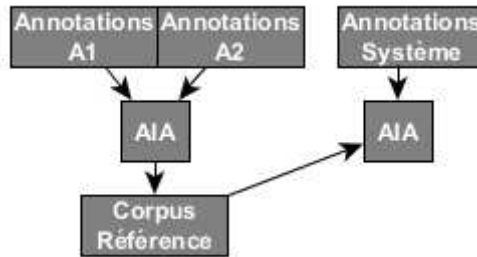 Annotations
A1
Annotations
A2
Annotations
Système
AIA
AIA
Corpus
Référence